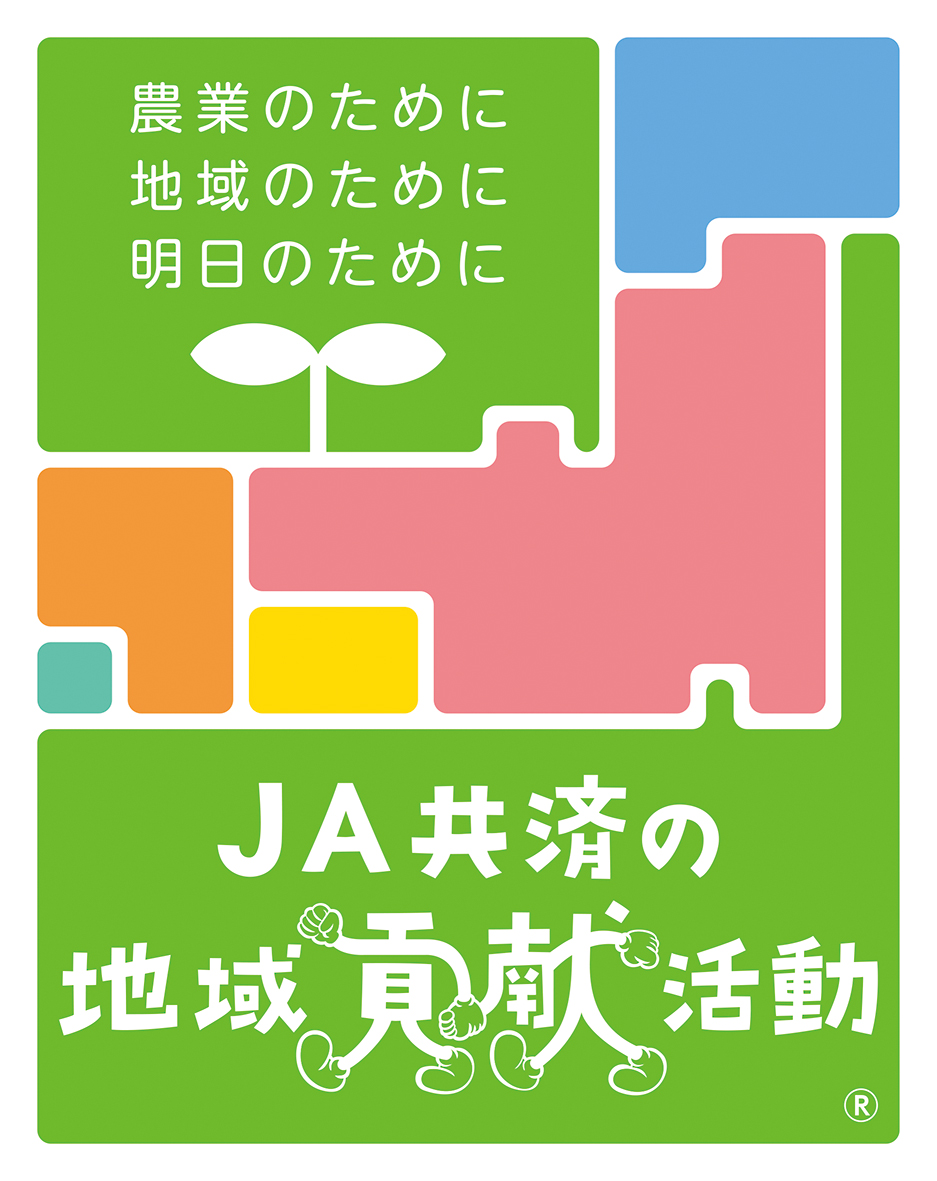 農業のために
地域のために
明日のために
JA共済の
地域貢献活動
®